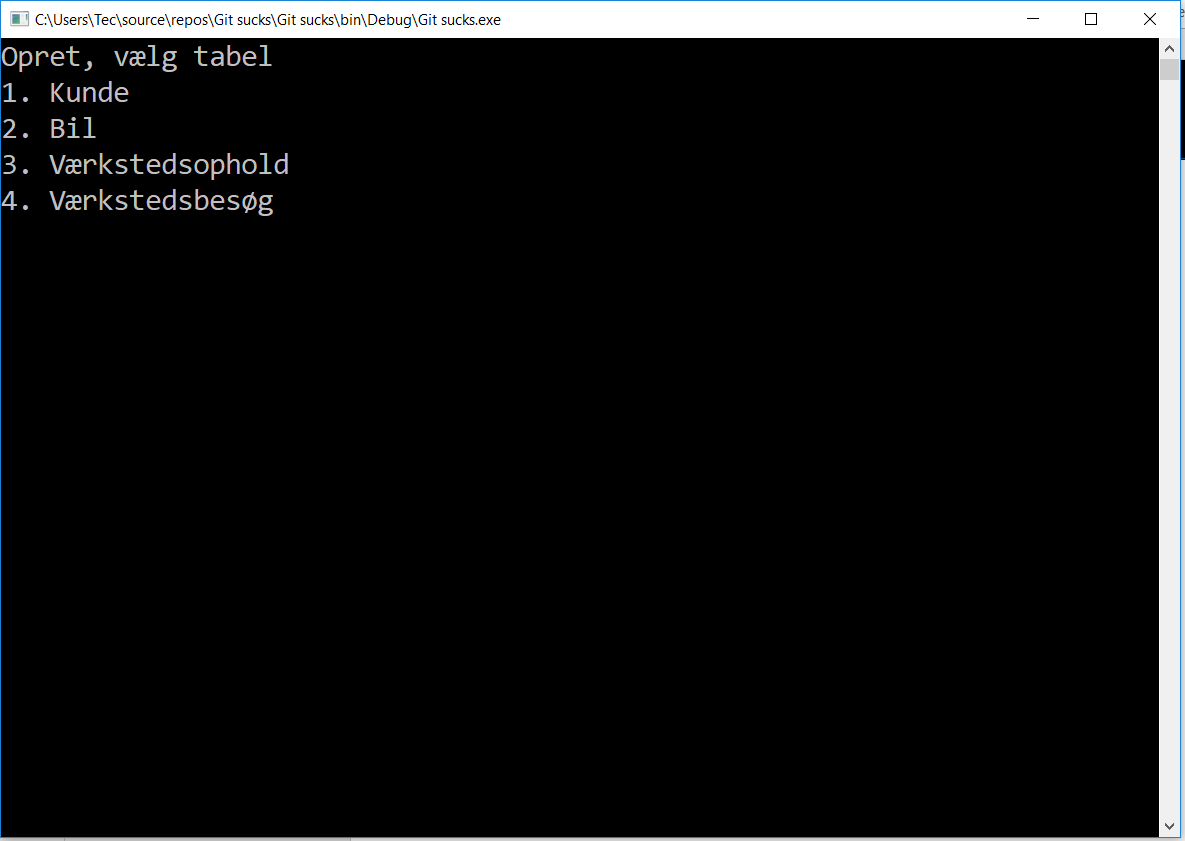 C:\Users\Tec\source\repos\Git sucks\Git sucks\bin\Debug\Git sucks.exe
Opret, vælg tabel
1. Kunde
2. Bil
3. Værkstedsophold
4. Værkstedsbesøg